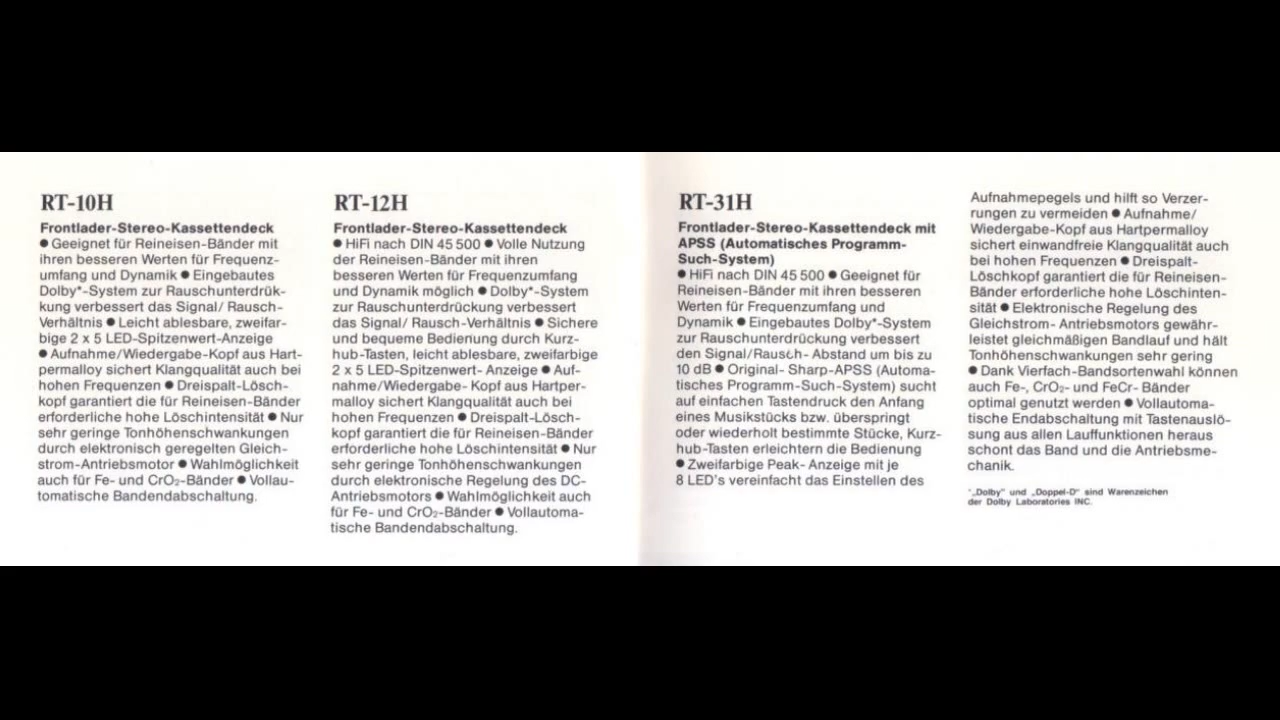 RT-10H
Frontlader-Stereo-Kassettendeck
● Geeignet für Reineisen-Bänder mit
ihren besseren Werten für Frequenz-
umfang und Dynamik ● Eingebautes
Dolby*-System zur Rauschunterdrük-
kung verbessert das Signal/ Rausch-
Verhältnis ● Leicht ablesbare, zweifar-
bige 2 x 5 LED-Spitzenwert-Anzeige
● Aufnahme/Wiedergabe-Kopf aus Hart-
permalloy sichert Klangqualität auch bei
hohen Frequenzen ● Dreispalt-Lösch-
kopf garantiert die für Reineisen-Bänder
erforderliche hohe Löschintensität ● Nur
sehr geringe Tonhöhenschwankungen
durch elektronisch geregelten Gleich-
strom-Antriebsmotor ● Wahlmöglichkeit
auch für Fe- und CrO₂-Bänder ● Vollau-
tomatische Bandendabschaltung.
RT-12H
Frontlader-Stereo-Kassettendeck
● HiFi nach DIN 45 500 ● Volle Nutzung
der Reineisen-Bänder mit ihren
besseren Werten für Frequenzumfang
und Dynamik möglich ● Dolby*-System
zur Rauschunterdrückung verbessert
das Signal/ Rausch-Verhältnis ● Sichere
und bequeme Bedienung durch Kurz-
hub-Tasten, leicht ablesbare, zweifarbige
2 x 5 LED-Spitzenwert- Anzeige ● Auf-
nahme/Wiedergabe- Kopf aus Hartper-
malloy sichert Klangqualität auch bei
hohen Frequenzen ● Dreispalt-Lösch-
kopf garantiert die für Reineisen-Bänder
erforderliche hohe Löschintensität ● Nur
sehr geringe Tonhöhenschwankungen
durch elektronische Regelung des DC-
Antriebsmotors ● Wahlmöglichkeit auch
für Fe- und CrO₂-Bänder ● Vollautoma-
tische Bandendabschaltung.
RT-31H
Frontlader-Stereo-Kassettendeck mit
APSS (Automatisches Programm-
Such-System)
● HiFi nach DIN 45 500 ● Geeignet für
Reineisen-Bänder mit ihren besseren
Werten für Frequenzumfang und
Dynamik ● Eingebautes Dolby*-System
zur Rauschunterdrückung verbessert
den Signal/Rausch- Abstand um bis zu
10 dB ● Original- Sharp-APSS (Automa-
tisches Programm-Such-System) sucht
auf einfachen Tastendruck den Anfang
eines Musikstücks bzw. überspringt
oder wiederholt bestimmte Stücke, Kurz-
hub-Tasten erleichtern die Bedienung
● Zweifarbige Peak- Anzeige mit je
8 LED's vereinfacht das Einstellen des
Aufnahmepegels und hilft so Verzer-
rungen zu vermeiden ● Aufnahme/
Wiedergabe-Kopf aus Hartpermalloy
sichert einwandfreie Klangqualität auch
bei hohen Frequenzen ● Dreispalt-
Löschkopf garantiert die für Reineisen-
Bänder erforderliche hohe Löschinten-
sität ● Elektronische Regelung des
Gleichstrom- Antriebsmotors gewähr-
leistet gleichmäßigen Bandlauf und hält
Tonhöhenschwankungen sehr gering
● Dank Vierfach-Bandsortenwahl können
auch Fe-, CrO₂- und FeCr- Bänder
optimal genutzt werden ● Vollautoma-
tische Endabschaltung mit Tastenauslö-
sung aus allen Lauffunktionen heraus
schont das Band und die Antriebsme-
chanik.
*„Dolby" und „Doppel-D" sind Warenzeichen
der Dolby Laboratories INC.